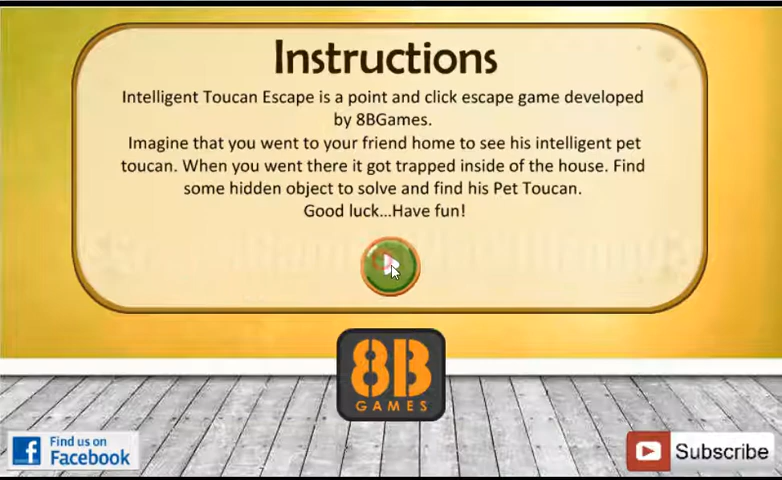 Instructions
Intelligent Toucan Escape is a point and click escape game developed
by 8BGames.
Imagine that you went to your friend home to see his intelligent pet
toucan. When you went there it got trapped inside of the house. Find
some hidden object to solve and find his Pet Toucan.
Good luck...Have fun!
8B
GAMES
Find us on
Facebook
Subscribe